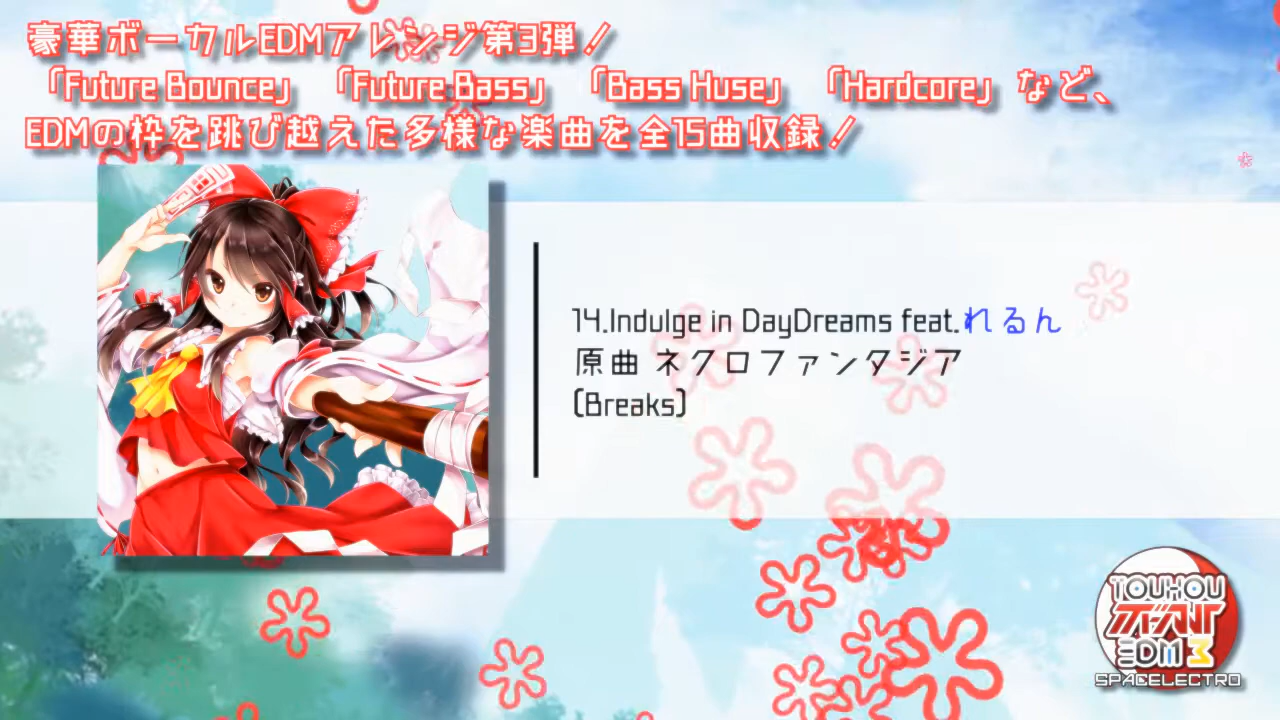 豪華ボーカルEDMアレンジ第3弾！
「Future Bounce」「Future Bass」「Bass Huse」「Hardcore」など、
EDMの枠を跳び越えた多様な楽曲を全15曲収録！
14.Indulge in DayDreams feat.れるん
原曲 ネクロファンタジア
(Breaks)
TOUHOU
EDM 3
SPACELECTRO